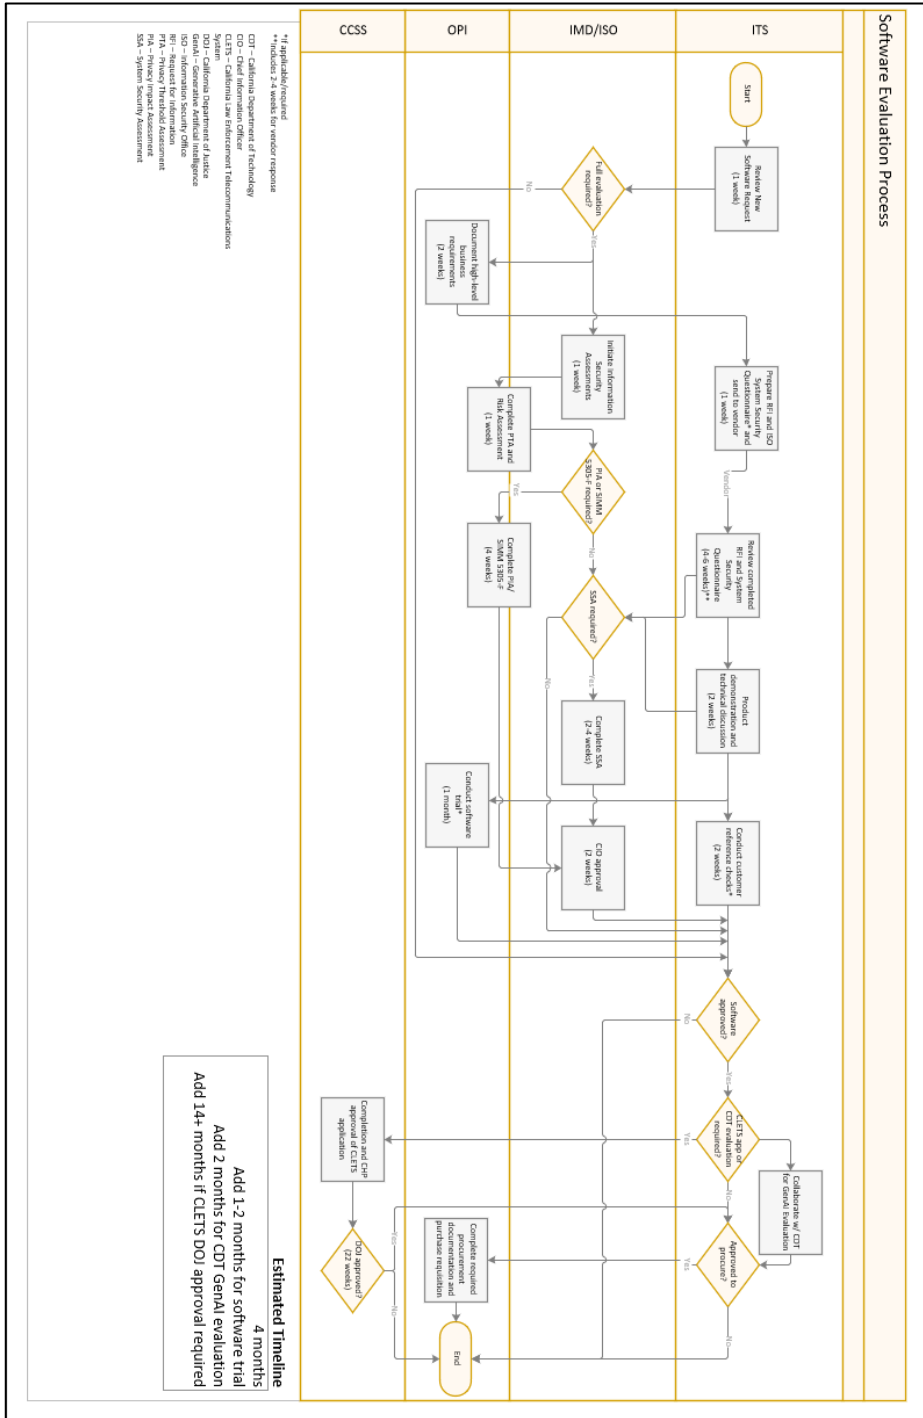 Software Evaluation Process
ITS
Start
Review New
Software Request
(1 week)
Prepare RFI and ISO
System Security
Questionnaire* and
send to vendor
(1 week)
Vendor
Review completed
RFI and System
Security
Questionnaire
(4-6 weeks)**
Product
demonstration and
technical discussion
(2 weeks)
Conduct customer
reference checks*
(2 weeks)
Software
approved?
Yes
No
CLETS app or
CDT evaluation
required?
Yes
No
Collaborate w/ CDT
for GenAI Evaluation
Approved to
procure?
Yes
No
IMD/ISO
Full evaluation
required?
No
Yes
Initiate Information
Security
Assessments
(1 week)
PIA or SIMM
5305-F required?
Yes
No
SSA required?
Yes
No
Complete SSA
(2-4 weeks)
CIO approval
(2 weeks)
OPI
Document high-level
business
requirements
(2 weeks)
Complete PTA and
Risk Assessment
(1 week)
Complete PIA/
SIMM 5305-F
(4 weeks)
Conduct software
trial*
(1 month)
Complete required
procurement
documentation and
purchase requisition
End
CCSS
Completion and CHP
approval of CLETS
application
DOJ approved?
(22 weeks)
Yes
No
*If applicable/required
**Includes 2-4 weeks for vendor response
CDT – California Department of Technology
CIO – Chief Information Officer
CLETS – California Law Enforcement Telecommunications
System
DOJ – California Department of Justice
GenAI – Generative Artificial Intelligence
ISO – Information Security Office
RFI – Request for Information
PTA – Privacy Threshold Assessment
PIA – Privacy Impact Assessment
SSA – System Security Assessment
Estimated Timeline
4 months
Add 1-2 months for software trial
Add 2 months for CDT GenAI evaluation
Add 14+ months if CLETS DOJ approval required